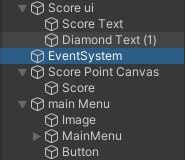 Score ui
Score Text
Diamond Text (1)
EventSystem
Score Point Canvas
Score
main Menu
Image
MainMenu
Button